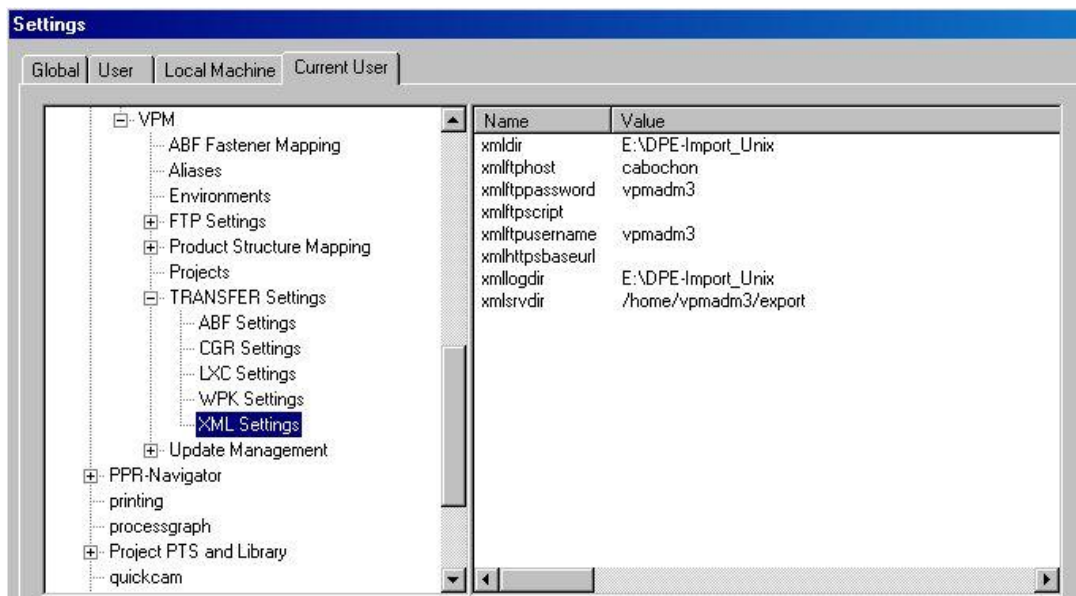 Settings
Global User Local Machine Current User
VPM
ABF Fastener Mapping
Aliases
Environments
FTP Settings
Product Structure Mapping
Projects
TRANSFER Settings
ABF Settings
CGR Settings
LXC Settings
WPK Settings
XML Settings
Update Management
PPR-Navigator
printing
processgraph
Project PTS and Library
quickcam
Name Value
xmldir E:\DPE-Import_Unix
xmlftphost cabochon
xmlftppassword vpmadm3
xmlftpscript
xmlftpusername vpmadm3
xmlhttpsbaseurl
xmllogdir E:\DPE-Import_Unix
xmlsrvdir /home/vpmadm3/export